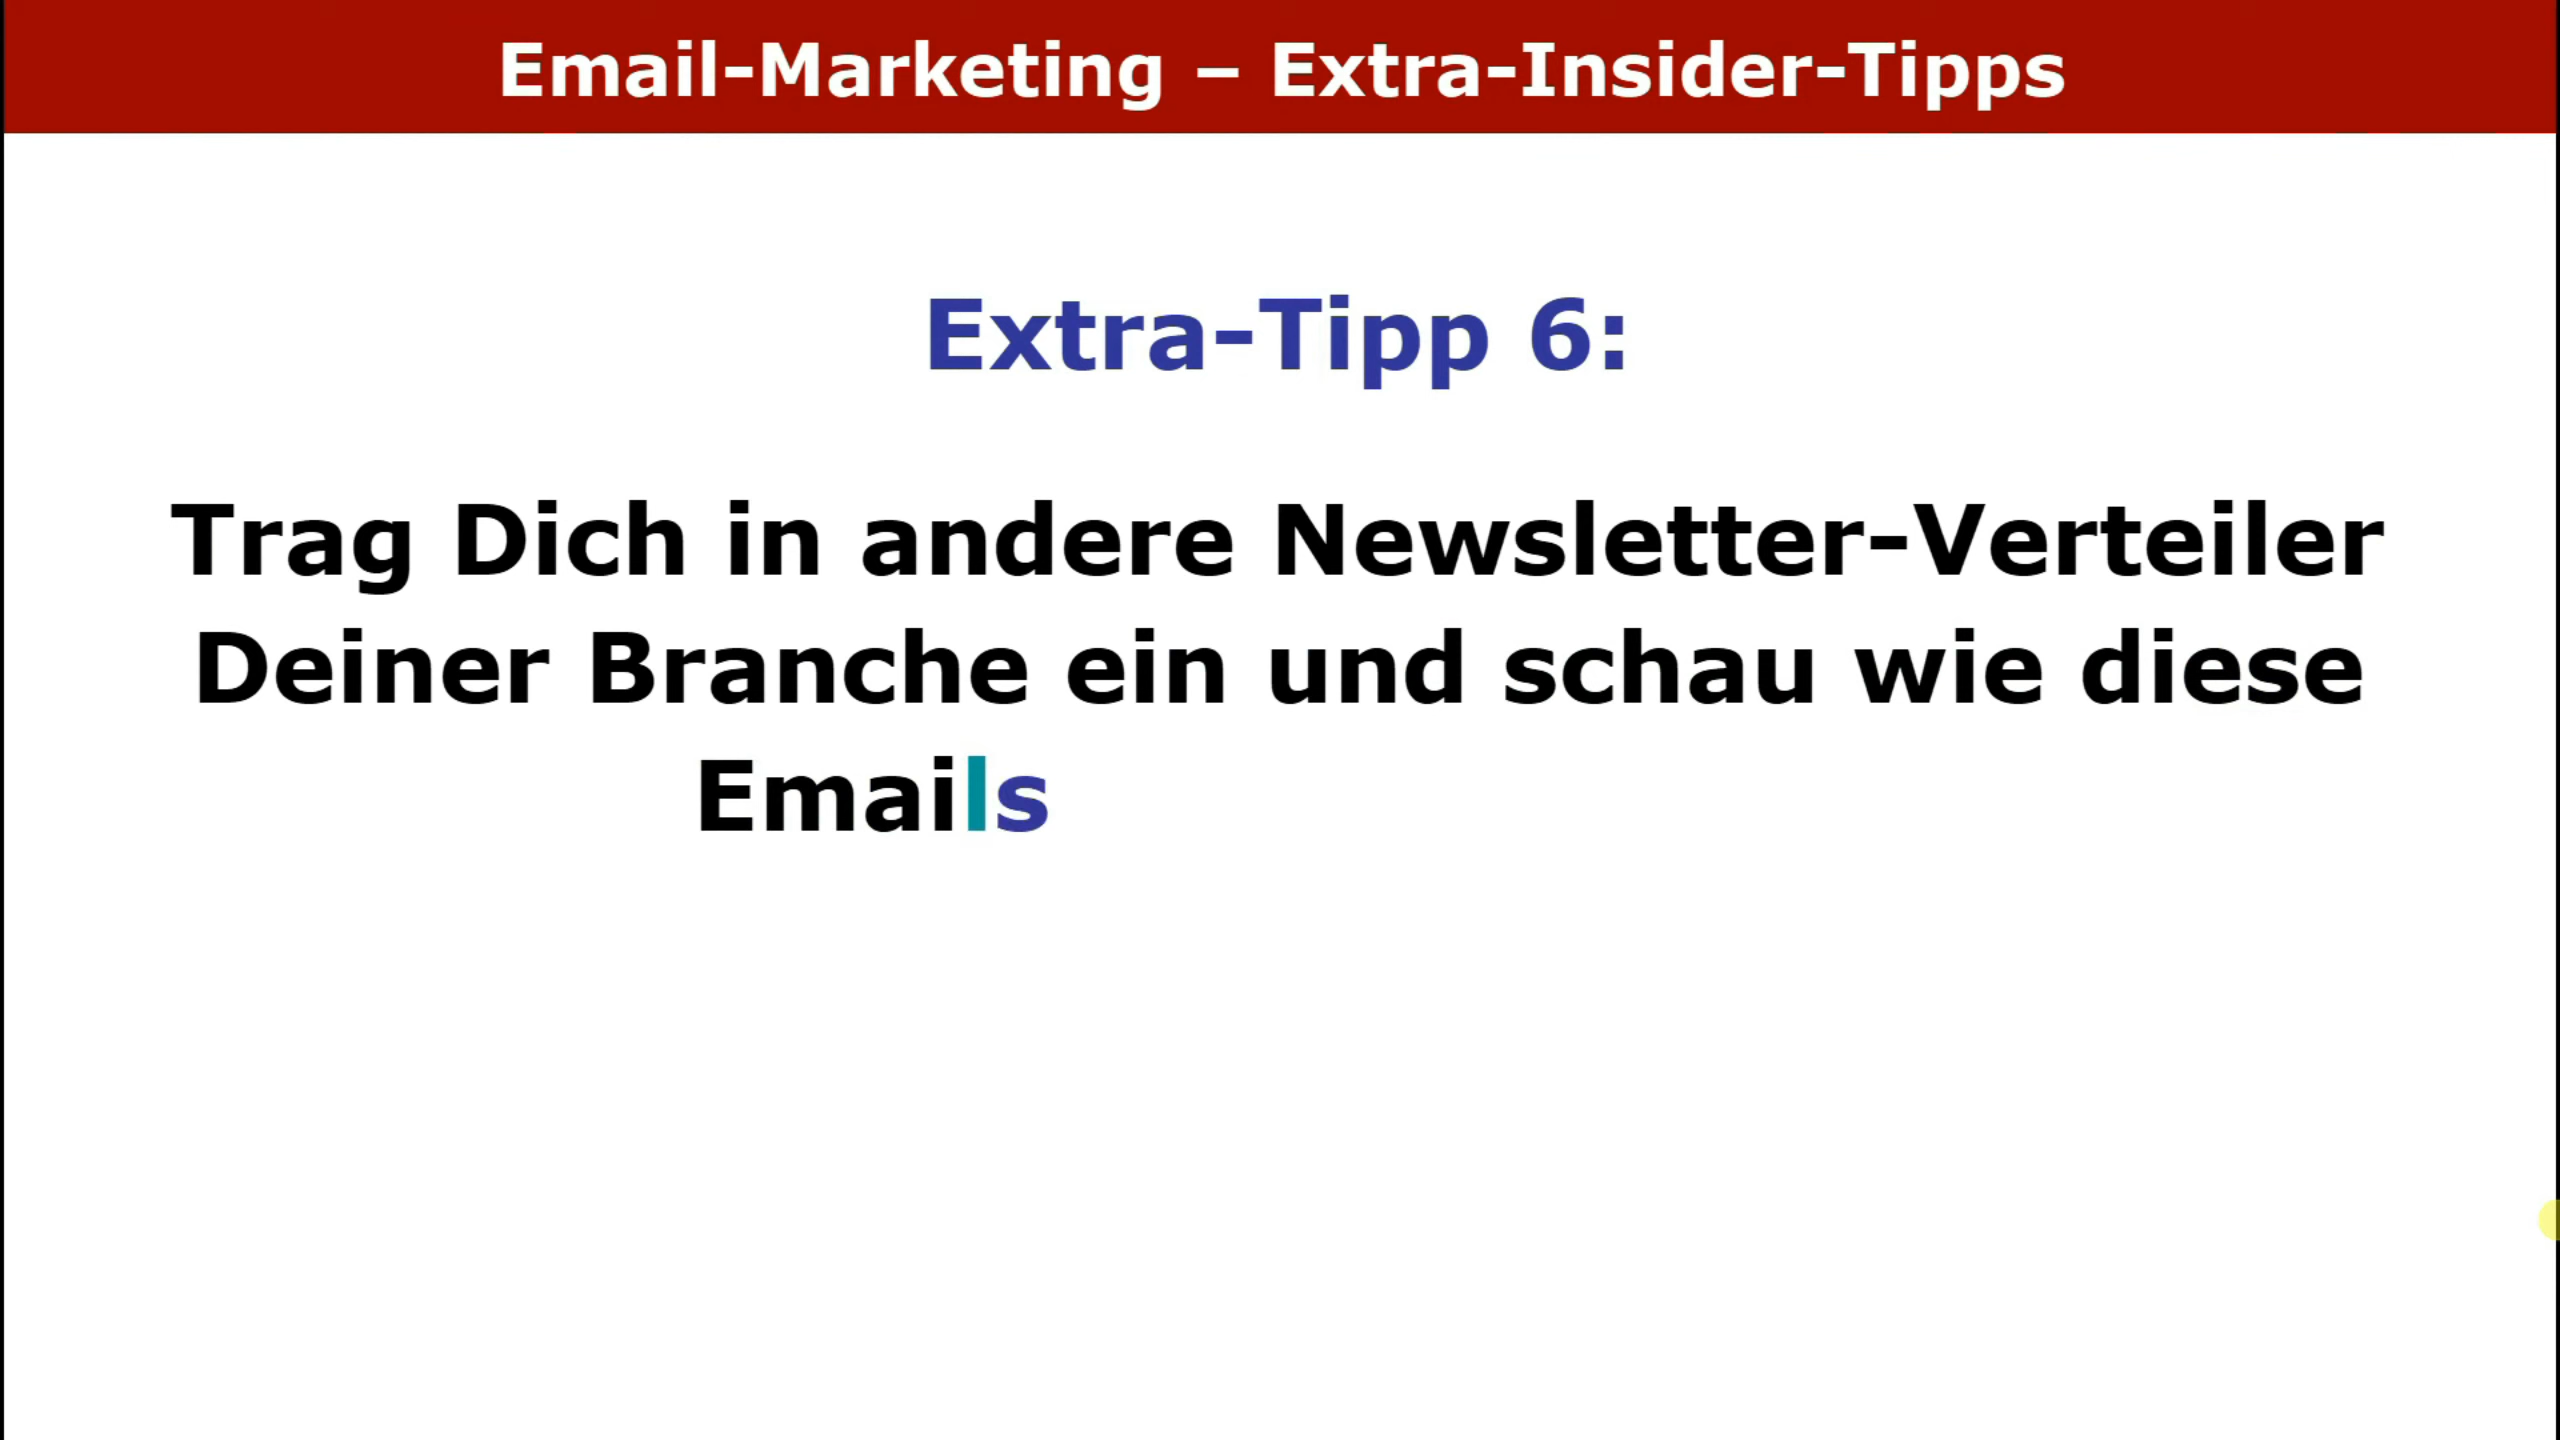 Email-Marketing – Extra-Insider-Tipps
Extra-Tipp 6:
Trag Dich in andere Newsletter-Verteiler
Deiner Branche ein und schau wie diese
Emails